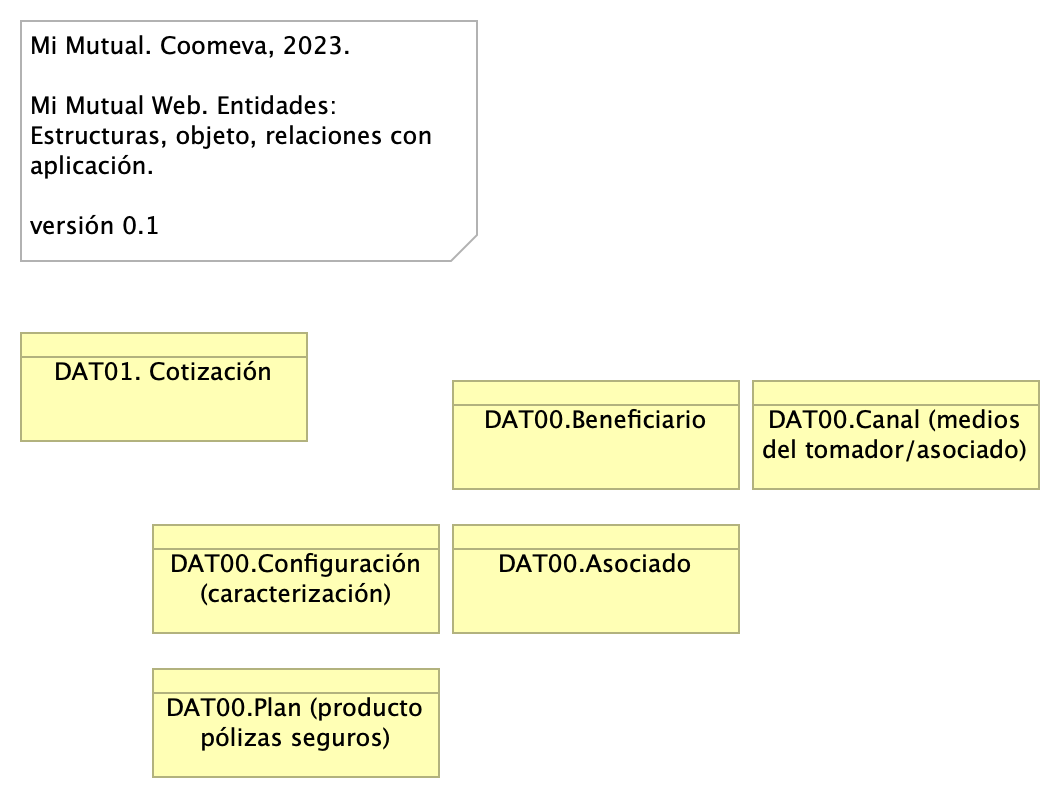 Mi Mutual. Coomeva, 2023.
Mi Mutual Web. Entidades:
Estructuras, objeto, relaciones con
aplicación.
versión 0.1
DAT01. Cotización
DAT00.Beneficiario
DAT00.Canal (medios
del tomador/asociado)
DAT00.Configuración
(caracterización)
DAT00.Asociado
DAT00.Plan (producto
pólizas seguros)